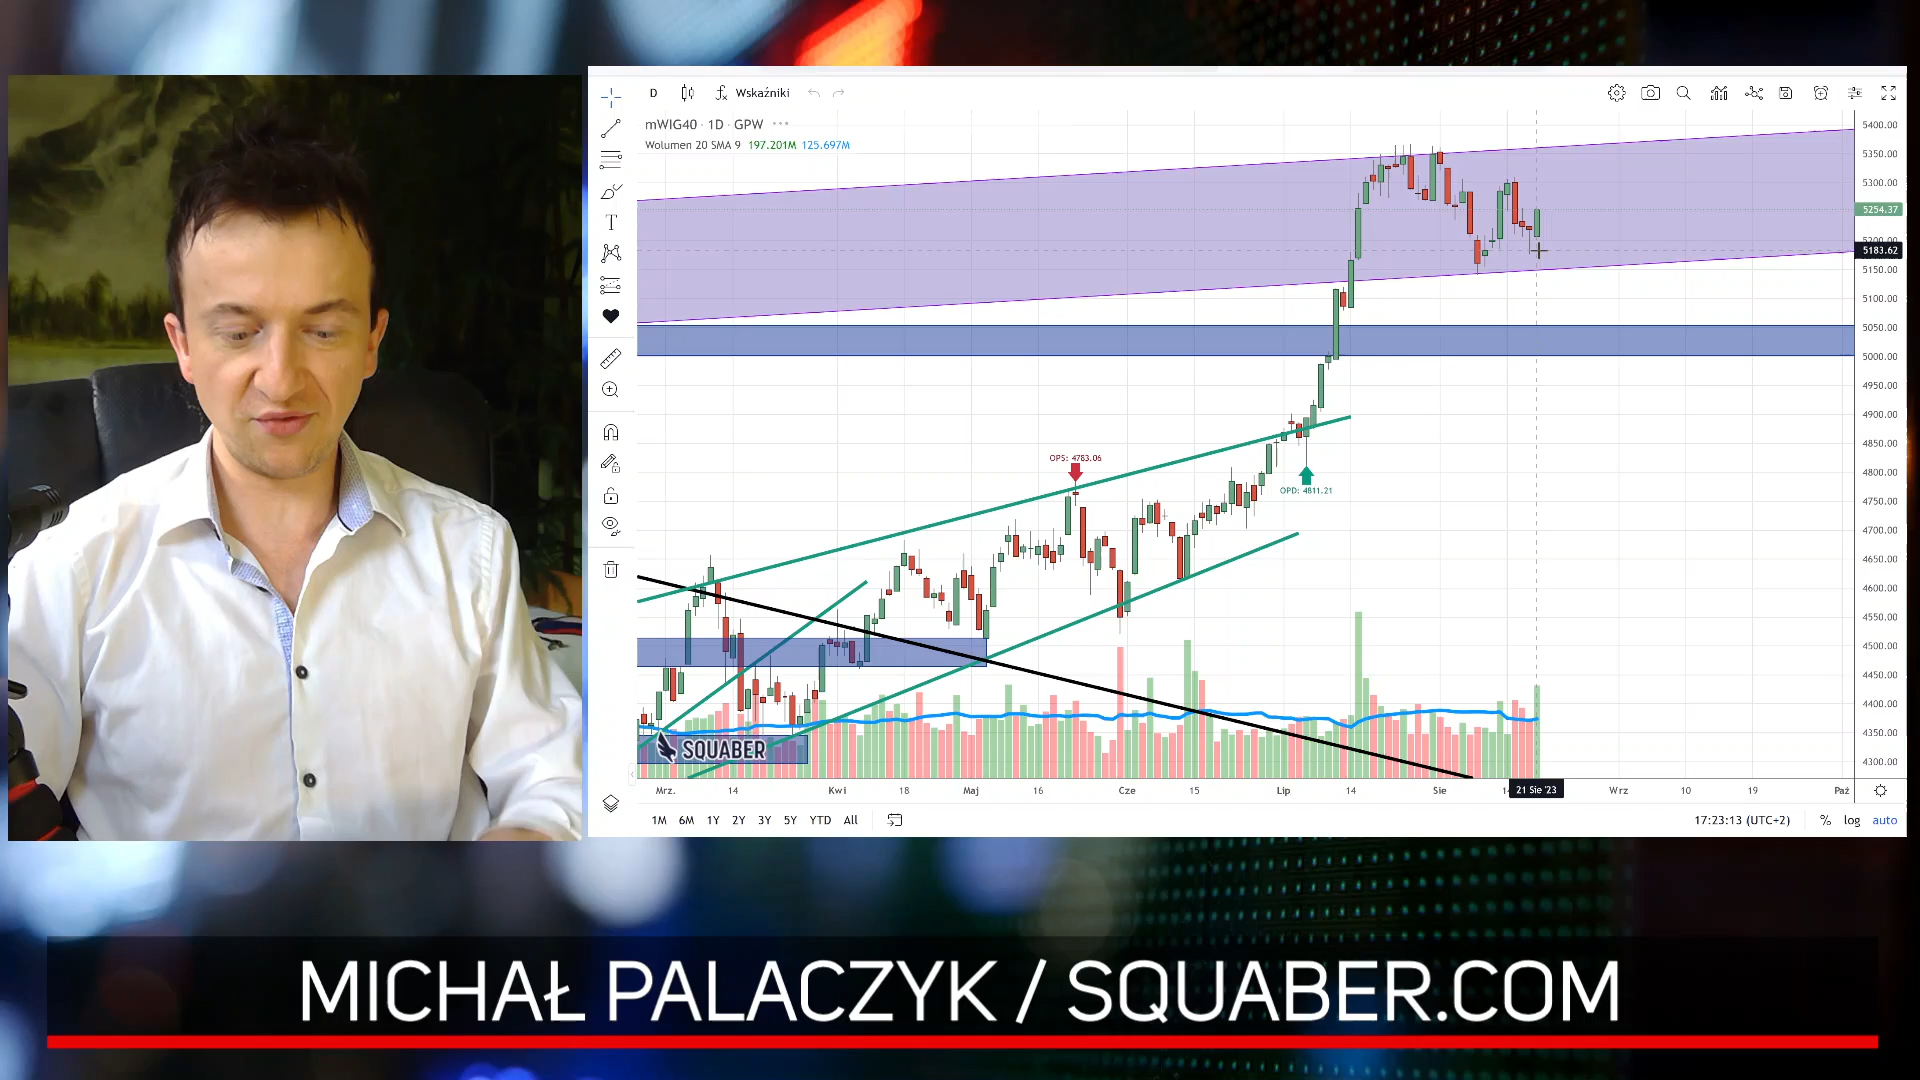 D Wskaźniki
mWIG40 · 1D · GPW
Wolumen 20 SMA 9 197.201M 125.697M
T
5400.00
5350.00
5300.00
5254.37
5183.62
5150.00
5100.00
5050.00
5000.00
4950.00
4900.00
4850.00
4800.00
4750.00
4700.00
4650.00
4600.00
4550.00
4500.00
4450.00
4400.00
4350.00
4300.00
OPS: 4783.06
OPD: 4811.21
SQUABER
Mrz. 14 Kwi 18 Maj 16 Cze 15 Lip 14 Sie 21 Sie '23 Wrz 10 19 Paź
1M 6M 1Y 2Y 3Y 5Y YTD All 17:23:13 (UTC+2) % log auto
MICHAŁ PALACZYK / SQUABER.COM